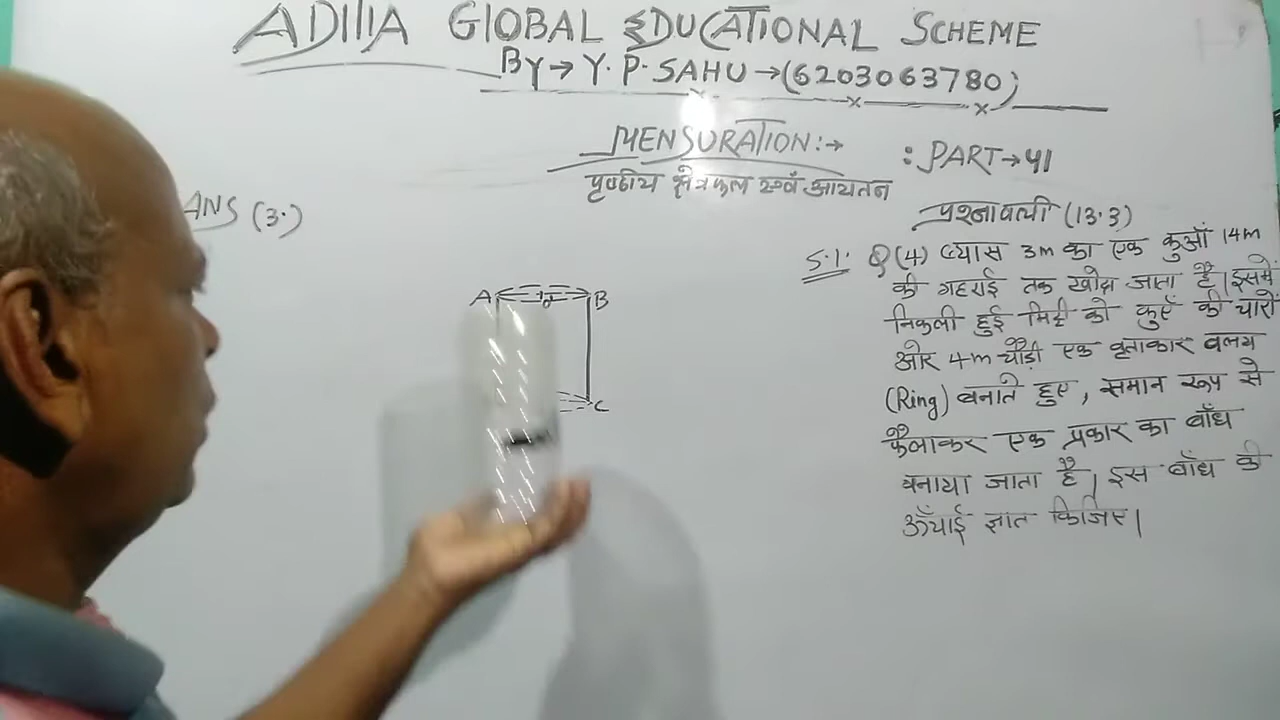 ADITYA GLOBAL EDUCATIONAL SCHEME
By → Y. P. SAHU → (6203063780)
MENSURATION :→ : PART → 41
पृष्ठीय क्षेत्रफल एवं आयतन
प्रश्नावली (13.3)
ANS (3.)
S.1. Q (4) व्यास 3m का एक कुआँ 14m
की गहराई तक खोदा जाता है। इसमें
निकली हुई मिट्टी को कुएँ की चारों
ओर 4m चौड़ी एक वृताकार वलय
(Ring) बनाते हुए, समान रूप से
फैलाकर एक प्रकार का बाँध
बनाया जाता है। इस बाँध की
ऊँचाई ज्ञात किजिए।
A B
C